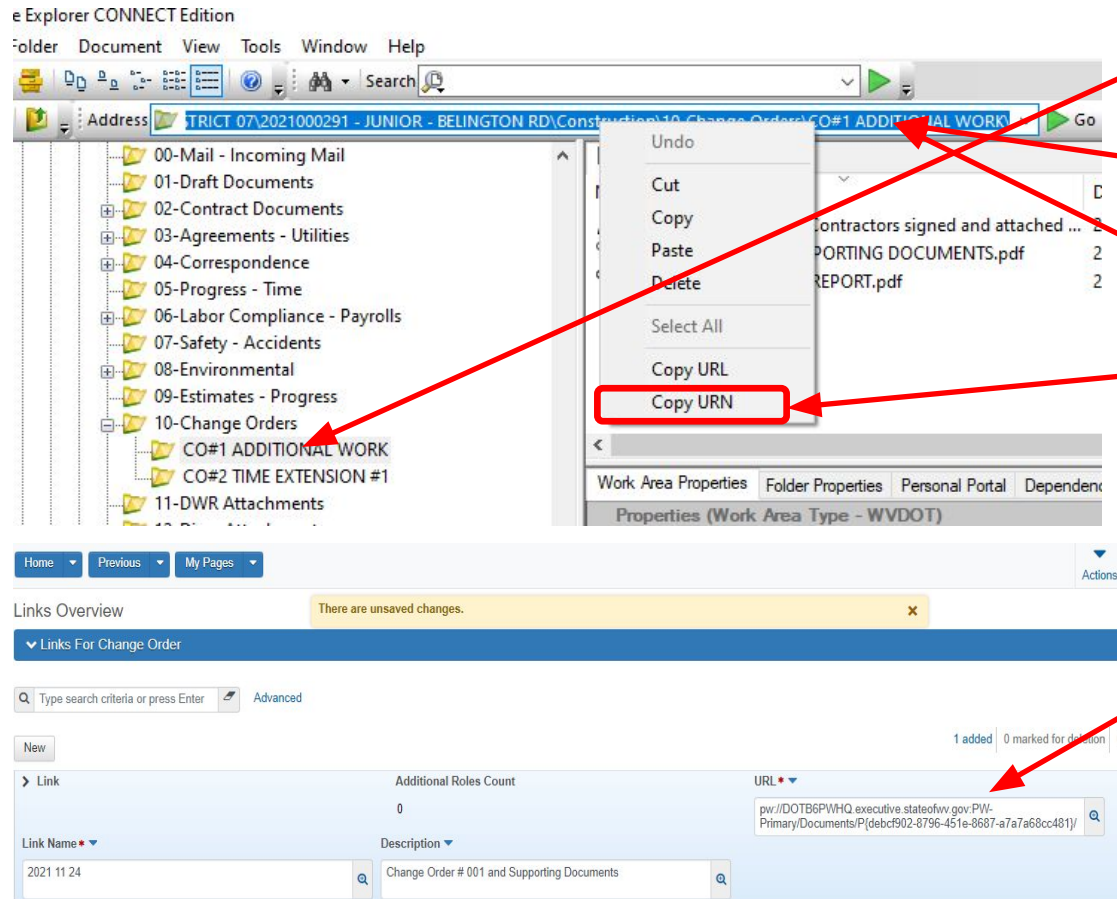 e Explorer CONNECT Edition
Folder Document View Tools Window Help
Search
Address TRICT 07\2021000291 - JUNIOR - BELINGTON RD\Construction\10-Change Orders\CO#1 ADDITIONAL WORK\ Go
00-Mail - Incoming Mail
01-Draft Documents
02-Contract Documents
03-Agreements - Utilities
04-Correspondence
05-Progress - Time
06-Labor Compliance - Payrolls
07-Safety - Accidents
08-Environmental
09-Estimates - Progress
10-Change Orders
CO#1 ADDITIONAL WORK
CO#2 TIME EXTENSION #1
11-DWR Attachments
Undo
Cut
Copy
Paste
Delete
Select All
Copy URL
Copy URN
D
Contractors signed and attached ... 2
PORTING DOCUMENTS.pdf 2
REPORT.pdf 2
Work Area Properties Folder Properties Personal Portal Dependenc
Properties (Work Area Type - WVDOT)
Home Previous My Pages
Actions
Links Overview
There are unsaved changes.
Links For Change Order
Type search criteria or press Enter Advanced
New
1 added 0 marked for deletion
Link Additional Roles Count URL*
0
pw://DOTB6PWHQ.executive.stateofwv.gov:PW-
Primary/Documents/P{debcf902-8796-451e-8687-a7a7a68cc481}/
Link Name* Description
2021 11 24 Change Order # 001 and Supporting Documents